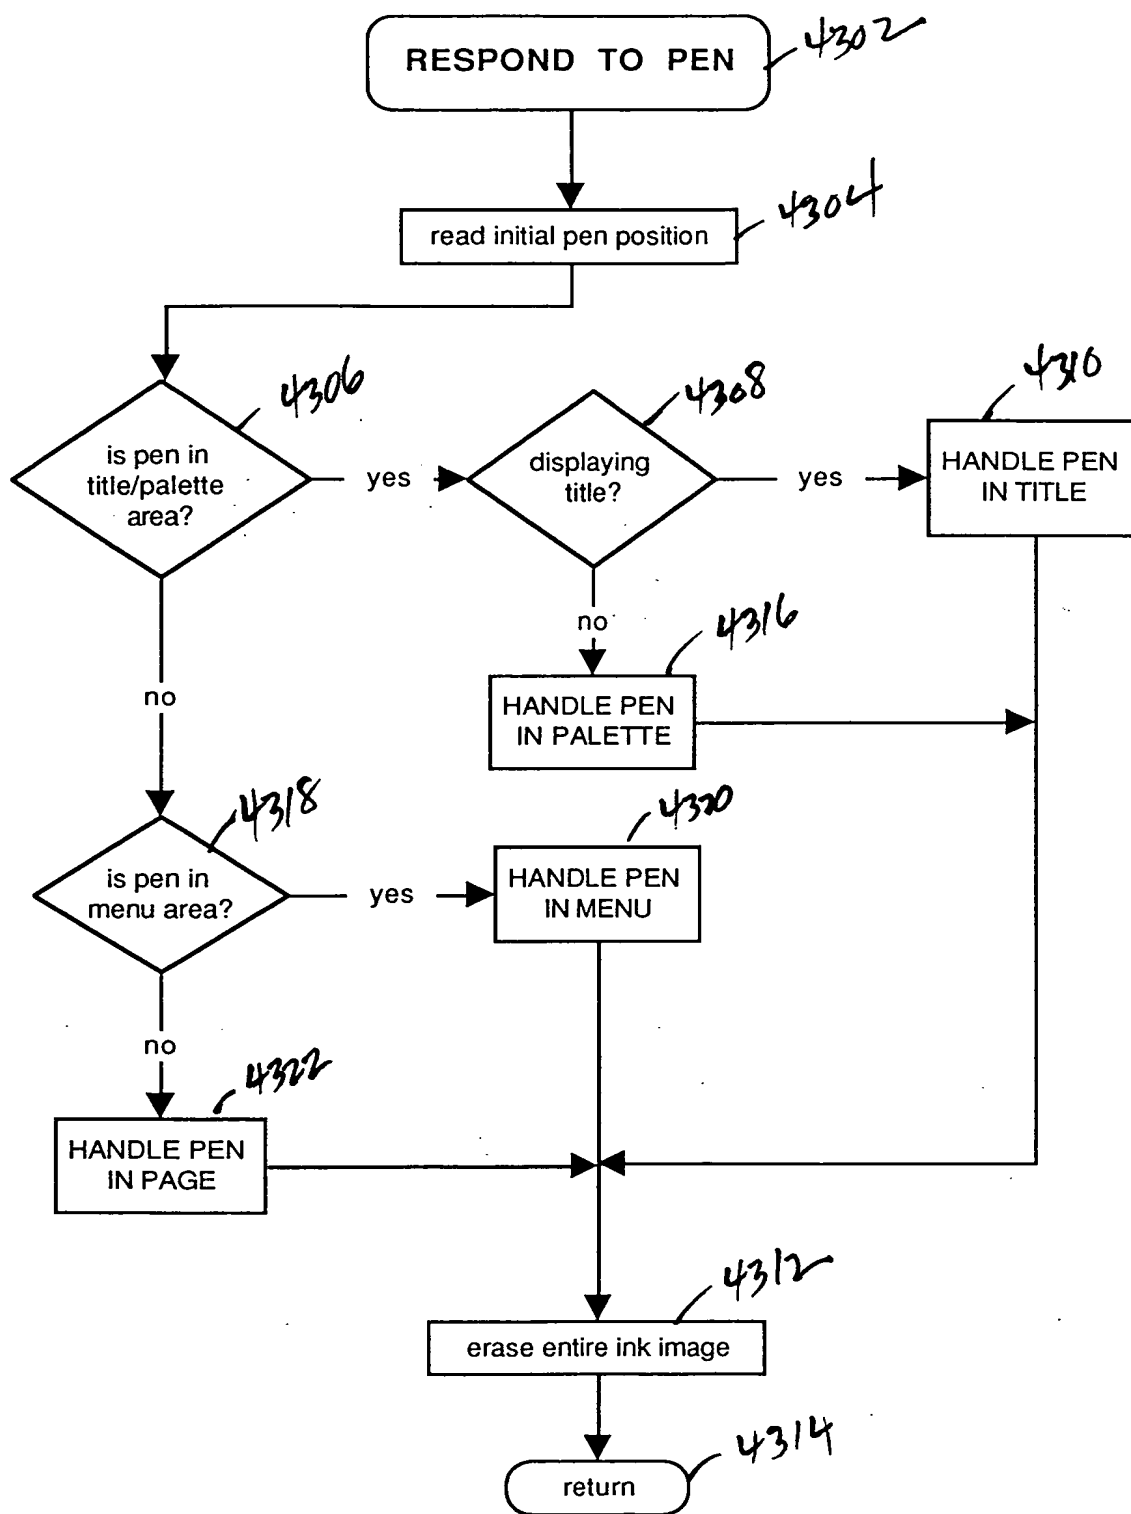 RESPOND TO PEN
4302
read initial pen position
4304
is pen in
title/palette
area?
4306
yes
displaying
title?
4308
yes
HANDLE PEN
IN TITLE
4310
no
HANDLE PEN
IN PALETTE
4316
no
is pen in
menu area?
4318
yes
HANDLE PEN
IN MENU
4320
no
HANDLE PEN
IN PAGE
4322
erase entire ink image
4312
return
4314